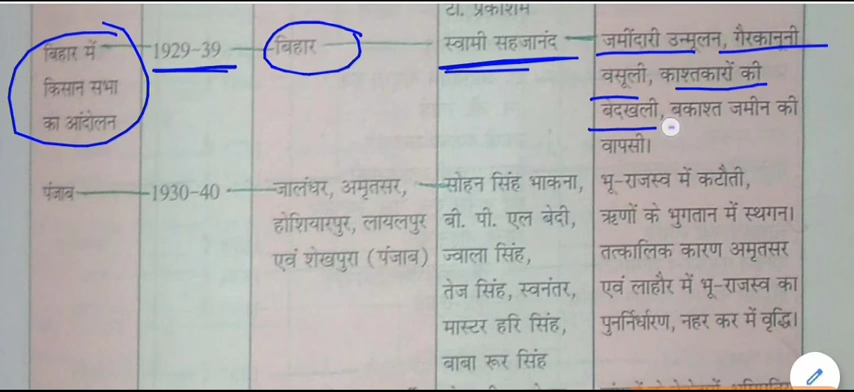 टी. प्रकाशम
बिहार में 1929-39 बिहार स्वामी सहजानंद जमींदारी उन्मूलन, गैरकानूनी
किसान सभा वसूली, काश्तकारों की
का आंदोलन बेदखली, बकाश्त जमीन की
वापसी।
पंजाब 1930-40 जालंधर, अमृतसर, सोहन सिंह भाकना, भू-राजस्व में कटौती,
होशियारपुर, लायलपुर बी. पी. एल बेदी, ऋणों के भुगतान में स्थगन।
एवं शेखपुरा (पंजाब) ज्वाला सिंह, तत्कालिक कारण अमृतसर
तेज सिंह, स्वनंतर, एवं लाहौर में भू-राजस्व का
मास्टर हरि सिंह, पुनर्निर्धारण, नहर कर में वृद्धि।
बाबा रूर सिंह